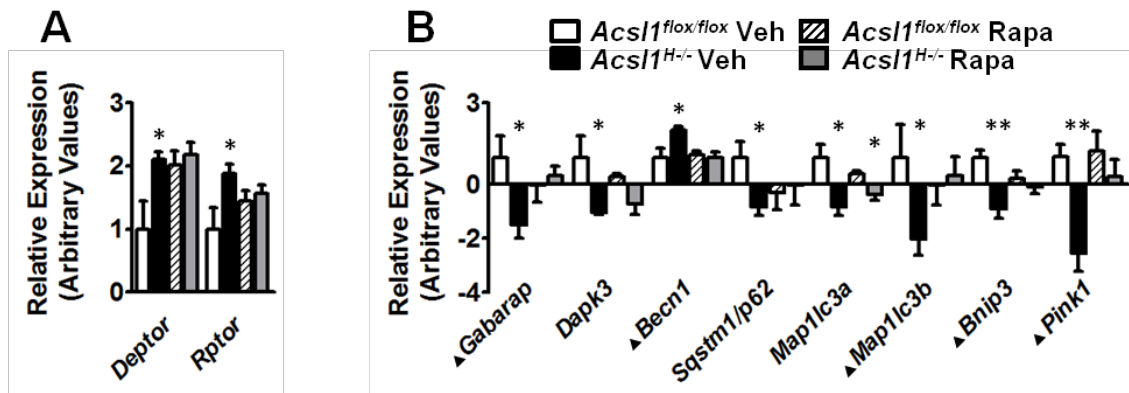 A
B
Acsl1flox/flox Veh
Acsl1flox/flox Rapa
Acsl1H-/- Veh
Acsl1H-/- Rapa
Relative Expression
(Arbitrary Values)
3
2
1
0
*
*
Deptor
Rptor
Relative Expression
(Arbitrary Values)
3
0
-2
-4
*
*
*
*
*
*
*
**
**
▲Gabarap
Dapk3
▲Becn1
Sqstm1/p62
Map1lc3a
▲Map1lc3b
▲Bnip3
▲Pink1